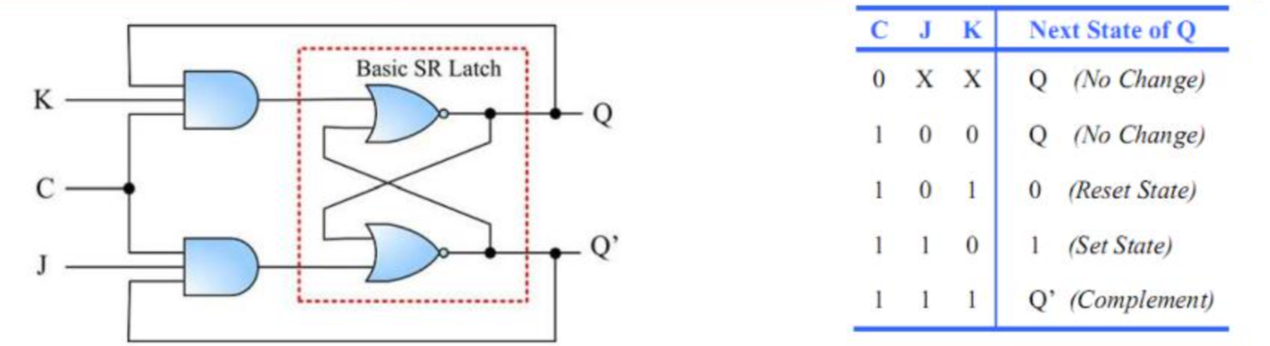 Basic SR Latch
K
Q
C
J
Q’
C J K Next State of Q
0 X X Q (No Change)
1 0 0 Q (No Change)
1 0 1 0 (Reset State)
1 1 0 1 (Set State)
1 1 1 Q’ (Complement)